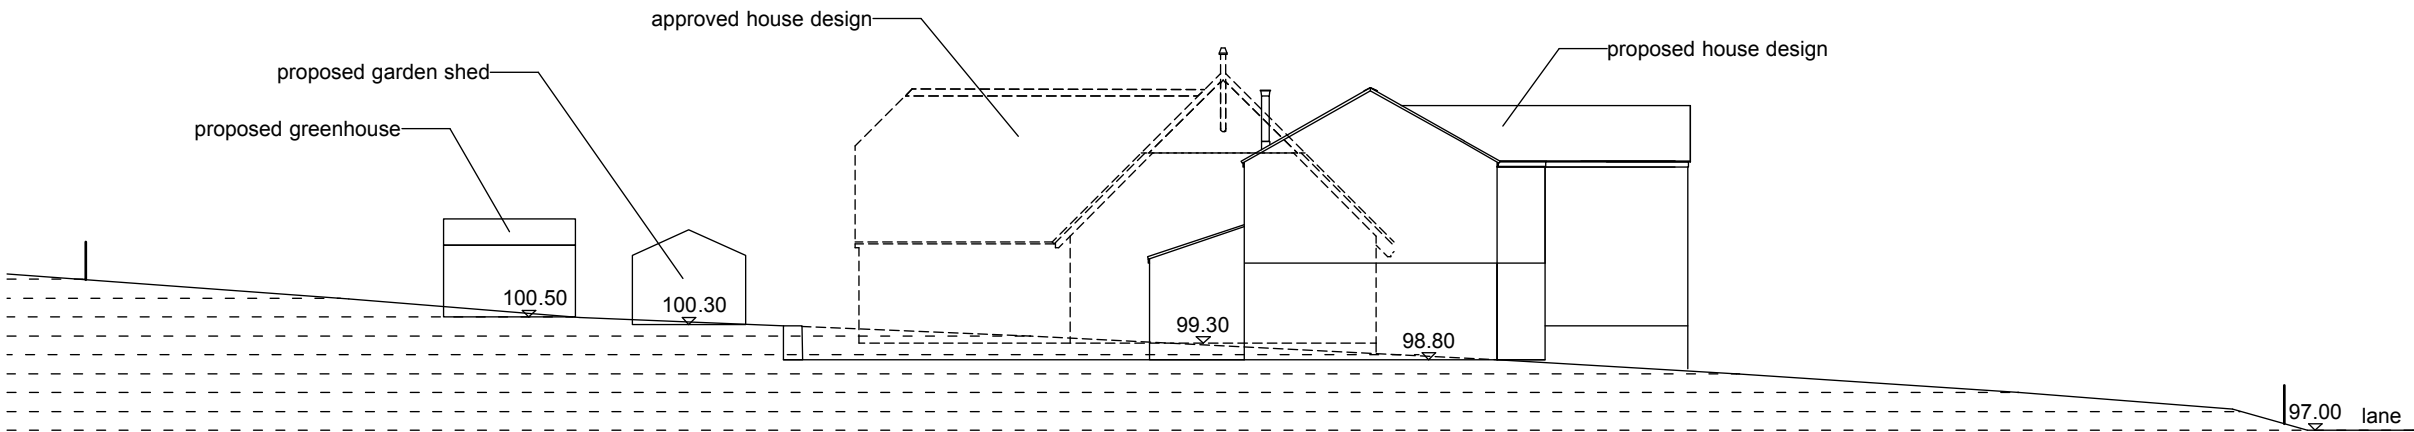 approved house design
proposed house design
proposed garden shed
proposed greenhouse
100.50
100.30
99.30
98.80
97.00 lane